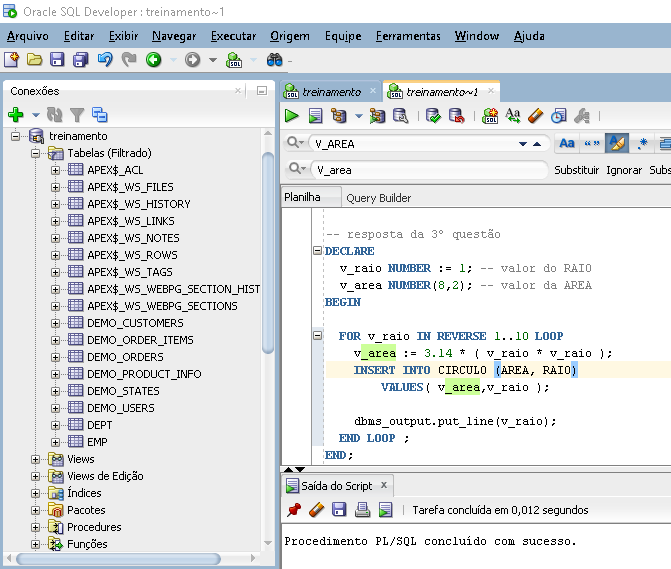 Oracle SQL Developer : treinamento~1
Arquivo Editar Exibir Navegar Executar Origem Equipe Ferramentas Window Ajuda
Conexões
treinamento
Tabelas (Filtrado)
APEX$_ACL
APEX$_WS_FILES
APEX$_WS_HISTORY
APEX$_WS_LINKS
APEX$_WS_NOTES
APEX$_WS_ROWS
APEX$_WS_TAGS
APEX$_WS_WEBPG_SECTION_HIST
APEX$_WS_WEBPG_SECTIONS
DEMO_CUSTOMERS
DEMO_ORDER_ITEMS
DEMO_ORDERS
DEMO_PRODUCT_INFO
DEMO_STATES
DEMO_USERS
DEPT
EMP
Views
Views de Edição
Índices
Pacotes
Procedures
Funções
treinamento treinamento~1
V_AREA
V_area Substituir Ignorar Subs
Planilha Query Builder
-- resposta da 3º questão
DECLARE
v_raio NUMBER := 1; -- valor do RAIO
v_area NUMBER(8,2); -- valor da AREA
BEGIN
FOR v_raio IN REVERSE 1..10 LOOP
v_area := 3.14 * ( v_raio * v_raio );
INSERT INTO CIRCULO (AREA, RAIO)
VALUES( v_area,v_raio );
dbms_output.put_line(v_raio);
END LOOP ;
END;
Saída do Script
Tarefa concluída em 0,012 segundos
Procedimento PL/SQL concluído com sucesso.